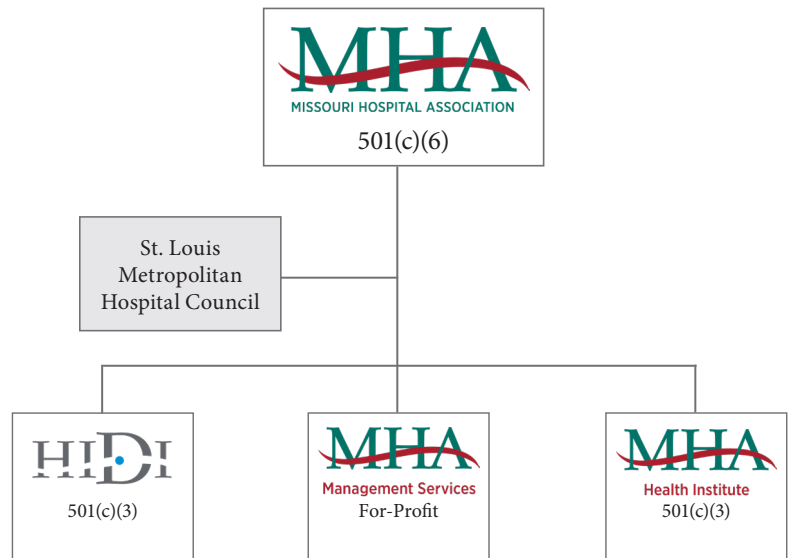 MHA
MISSOURI HOSPITAL ASSOCIATION
501(c)(6)
St. Louis
Metropolitan
Hospital Council
HIDI
501(c)(3)
MHA
Management Services
For-Profit
MHA
Health Institute
501(c)(3)